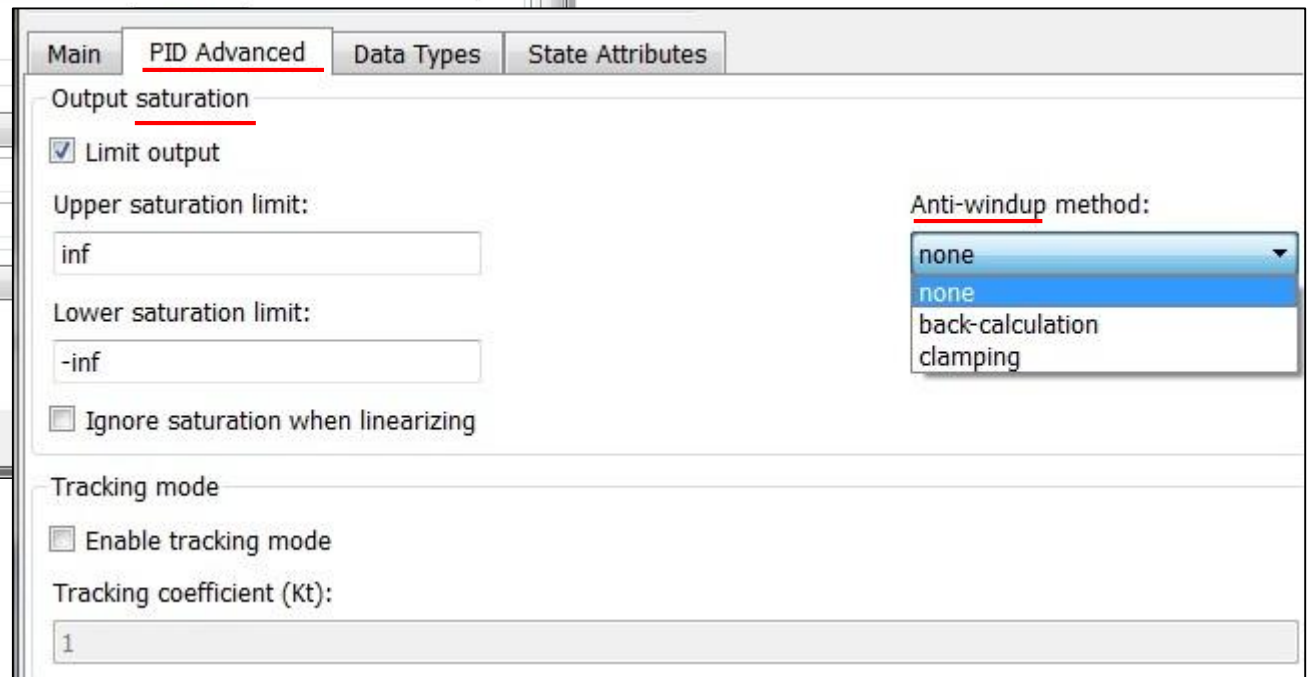 Main PID Advanced Data Types State Attributes
Output saturation
Limit output
Upper saturation limit: Anti-windup method:
inf none
none
Lower saturation limit: back-calculation
-inf clamping
Ignore saturation when linearizing
Tracking mode
Enable tracking mode
Tracking coefficient (Kt):
1